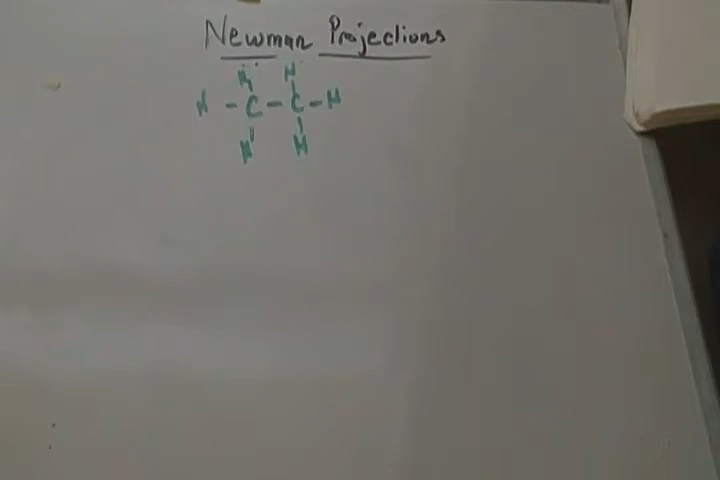 Newman Projections
H H
H - C - C - H
H H